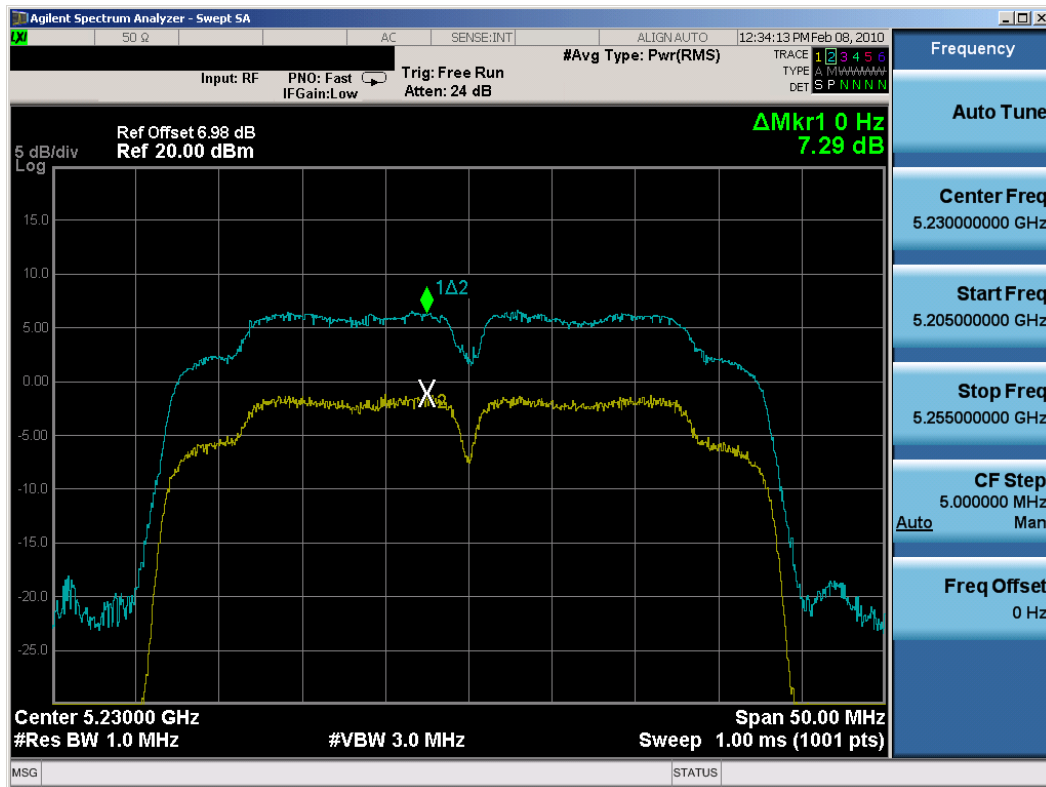 Agilent Spectrum Analyzer - Swept SA
LXI 50 Ω AC SENSE:INT ALIGNAUTO 12:34:13 PM Feb 08, 2010
#Avg Type: Pwr(RMS) TRACE 1 2 3 4 5 6
Input: RF PNO: Fast Trig: Free Run TYPE A M W W W W
IFGain:Low Atten: 24 dB DET S P N N N N
ΔMkr1 0 Hz
7.29 dB
Ref Offset 6.98 dB
5 dB/div Ref 20.00 dBm
Log
15.0
10.0
1Δ2
5.00
0.00
X2
-5.00
-10.0
-15.0
-20.0
-25.0
Center 5.23000 GHz Span 50.00 MHz
#Res BW 1.0 MHz #VBW 3.0 MHz Sweep 1.00 ms (1001 pts)
MSG STATUS
Frequency
Auto Tune
Center Freq
5.230000000 GHz
Start Freq
5.205000000 GHz
Stop Freq
5.255000000 GHz
CF Step
5.000000 MHz
Auto Man
Freq Offset
0 Hz